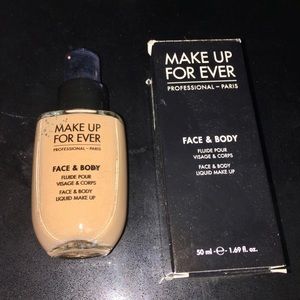 MAKE UP
FOR EVER
PROFESSIONAL – PARIS
FACE & BODY
FLUIDE POUR
VISAGE & CORPS
FACE & BODY
LIQUID MAKE UP
MAKE UP
FOR EVER
PROFESSIONAL – PARIS
FACE & BODY
FLUIDE POUR
VISAGE & CORPS
FACE & BODY
LIQUID MAKE UP
50 ml - ℮ - 1.69 fl. oz.